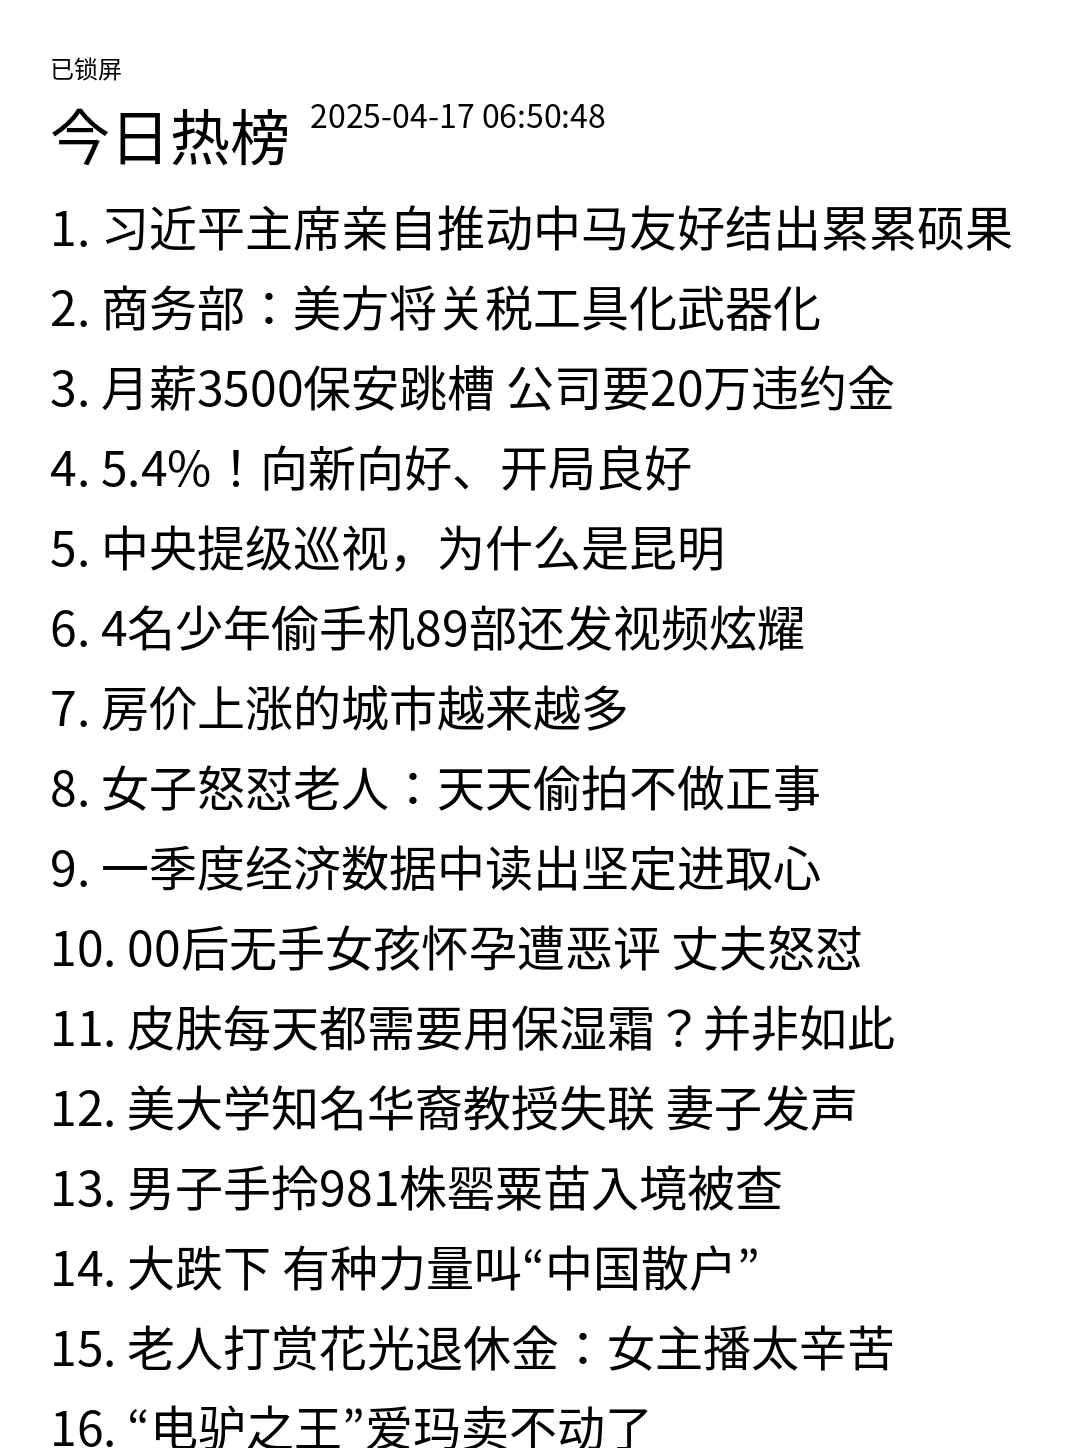 已锁屏
今日热榜 2025-04-17 06:50:48
1. 习近平主席亲自推动中马友好结出累累硕果
2. 商务部：美方将关税工具化武器化
3. 月薪3500保安跳槽 公司要20万违约金
4. 5.4%！向新向好、开局良好
5. 中央提级巡视，为什么是昆明
6. 4名少年偷手机89部还发视频炫耀
7. 房价上涨的城市越来越多
8. 女子怒怼老人：天天偷拍不做正事
9. 一季度经济数据中读出坚定进取心
10. 00后无手女孩怀孕遭恶评 丈夫怒怼
11. 皮肤每天都需要用保湿霜？并非如此
12. 美大学知名华裔教授失联 妻子发声
13. 男子手拎981株罂粟苗入境被查
14. 大跌下 有种力量叫“中国散户”
15. 老人打赏花光退休金：女主播太辛苦
16. “电驴之王”爱玛卖不动了